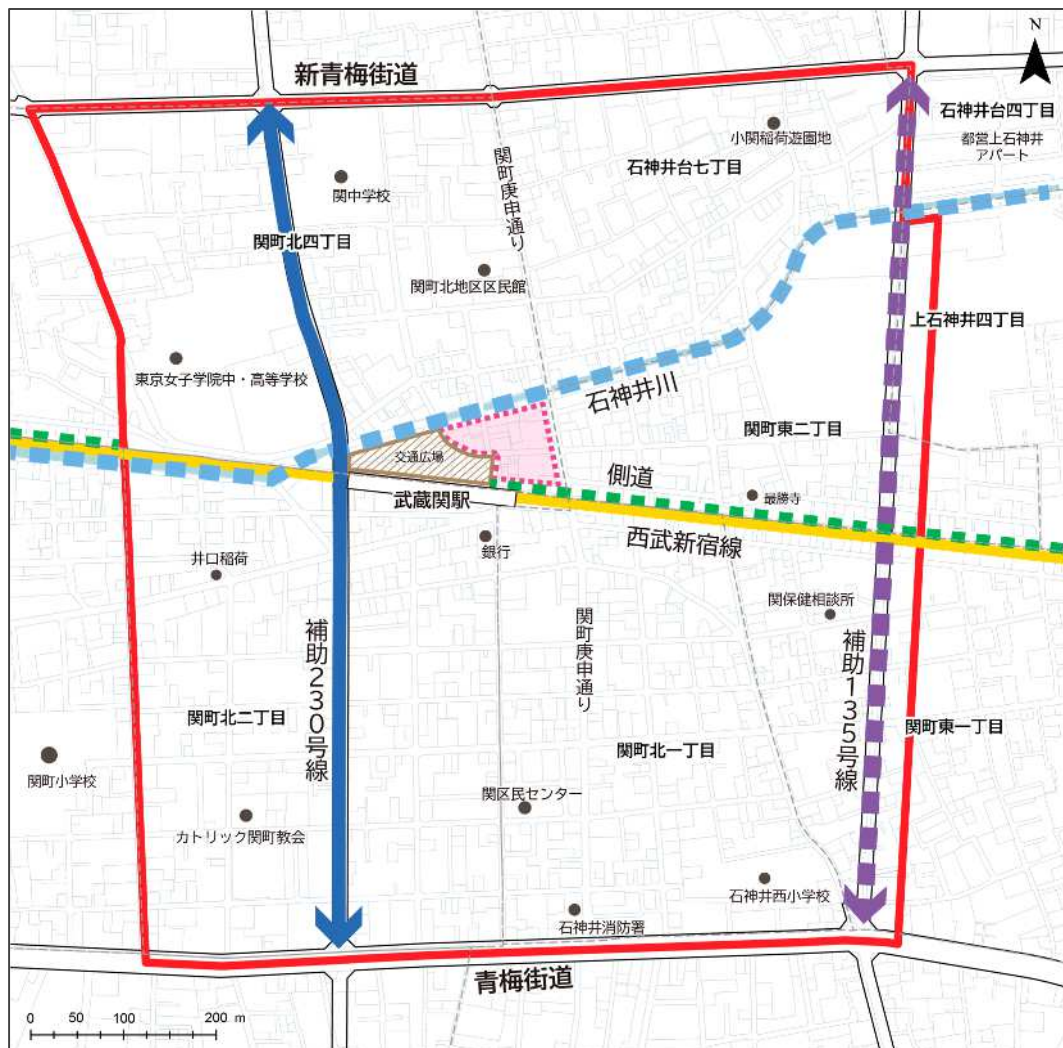 N
新青梅街道
石神井台四丁目
都営上石神井
アパート
小関稲荷遊園地
石神井台七丁目
関町庚申通り
関中学校
関町北四丁目
関町北地区区民館
上石神井四丁目
東京女子学院中・高等学校
石神井川
関町東二丁目
交通広場
側道
武蔵関駅
最勝寺
西武新宿線
銀行
井口稲荷
関保健相談所
関町庚申通り
補助230号線
補助135号線
関町北二丁目
関町東一丁目
関町北一丁目
関町小学校
関区民センター
カトリック関町教会
石神井西小学校
石神井消防署
青梅街道
0 50 100 200 m